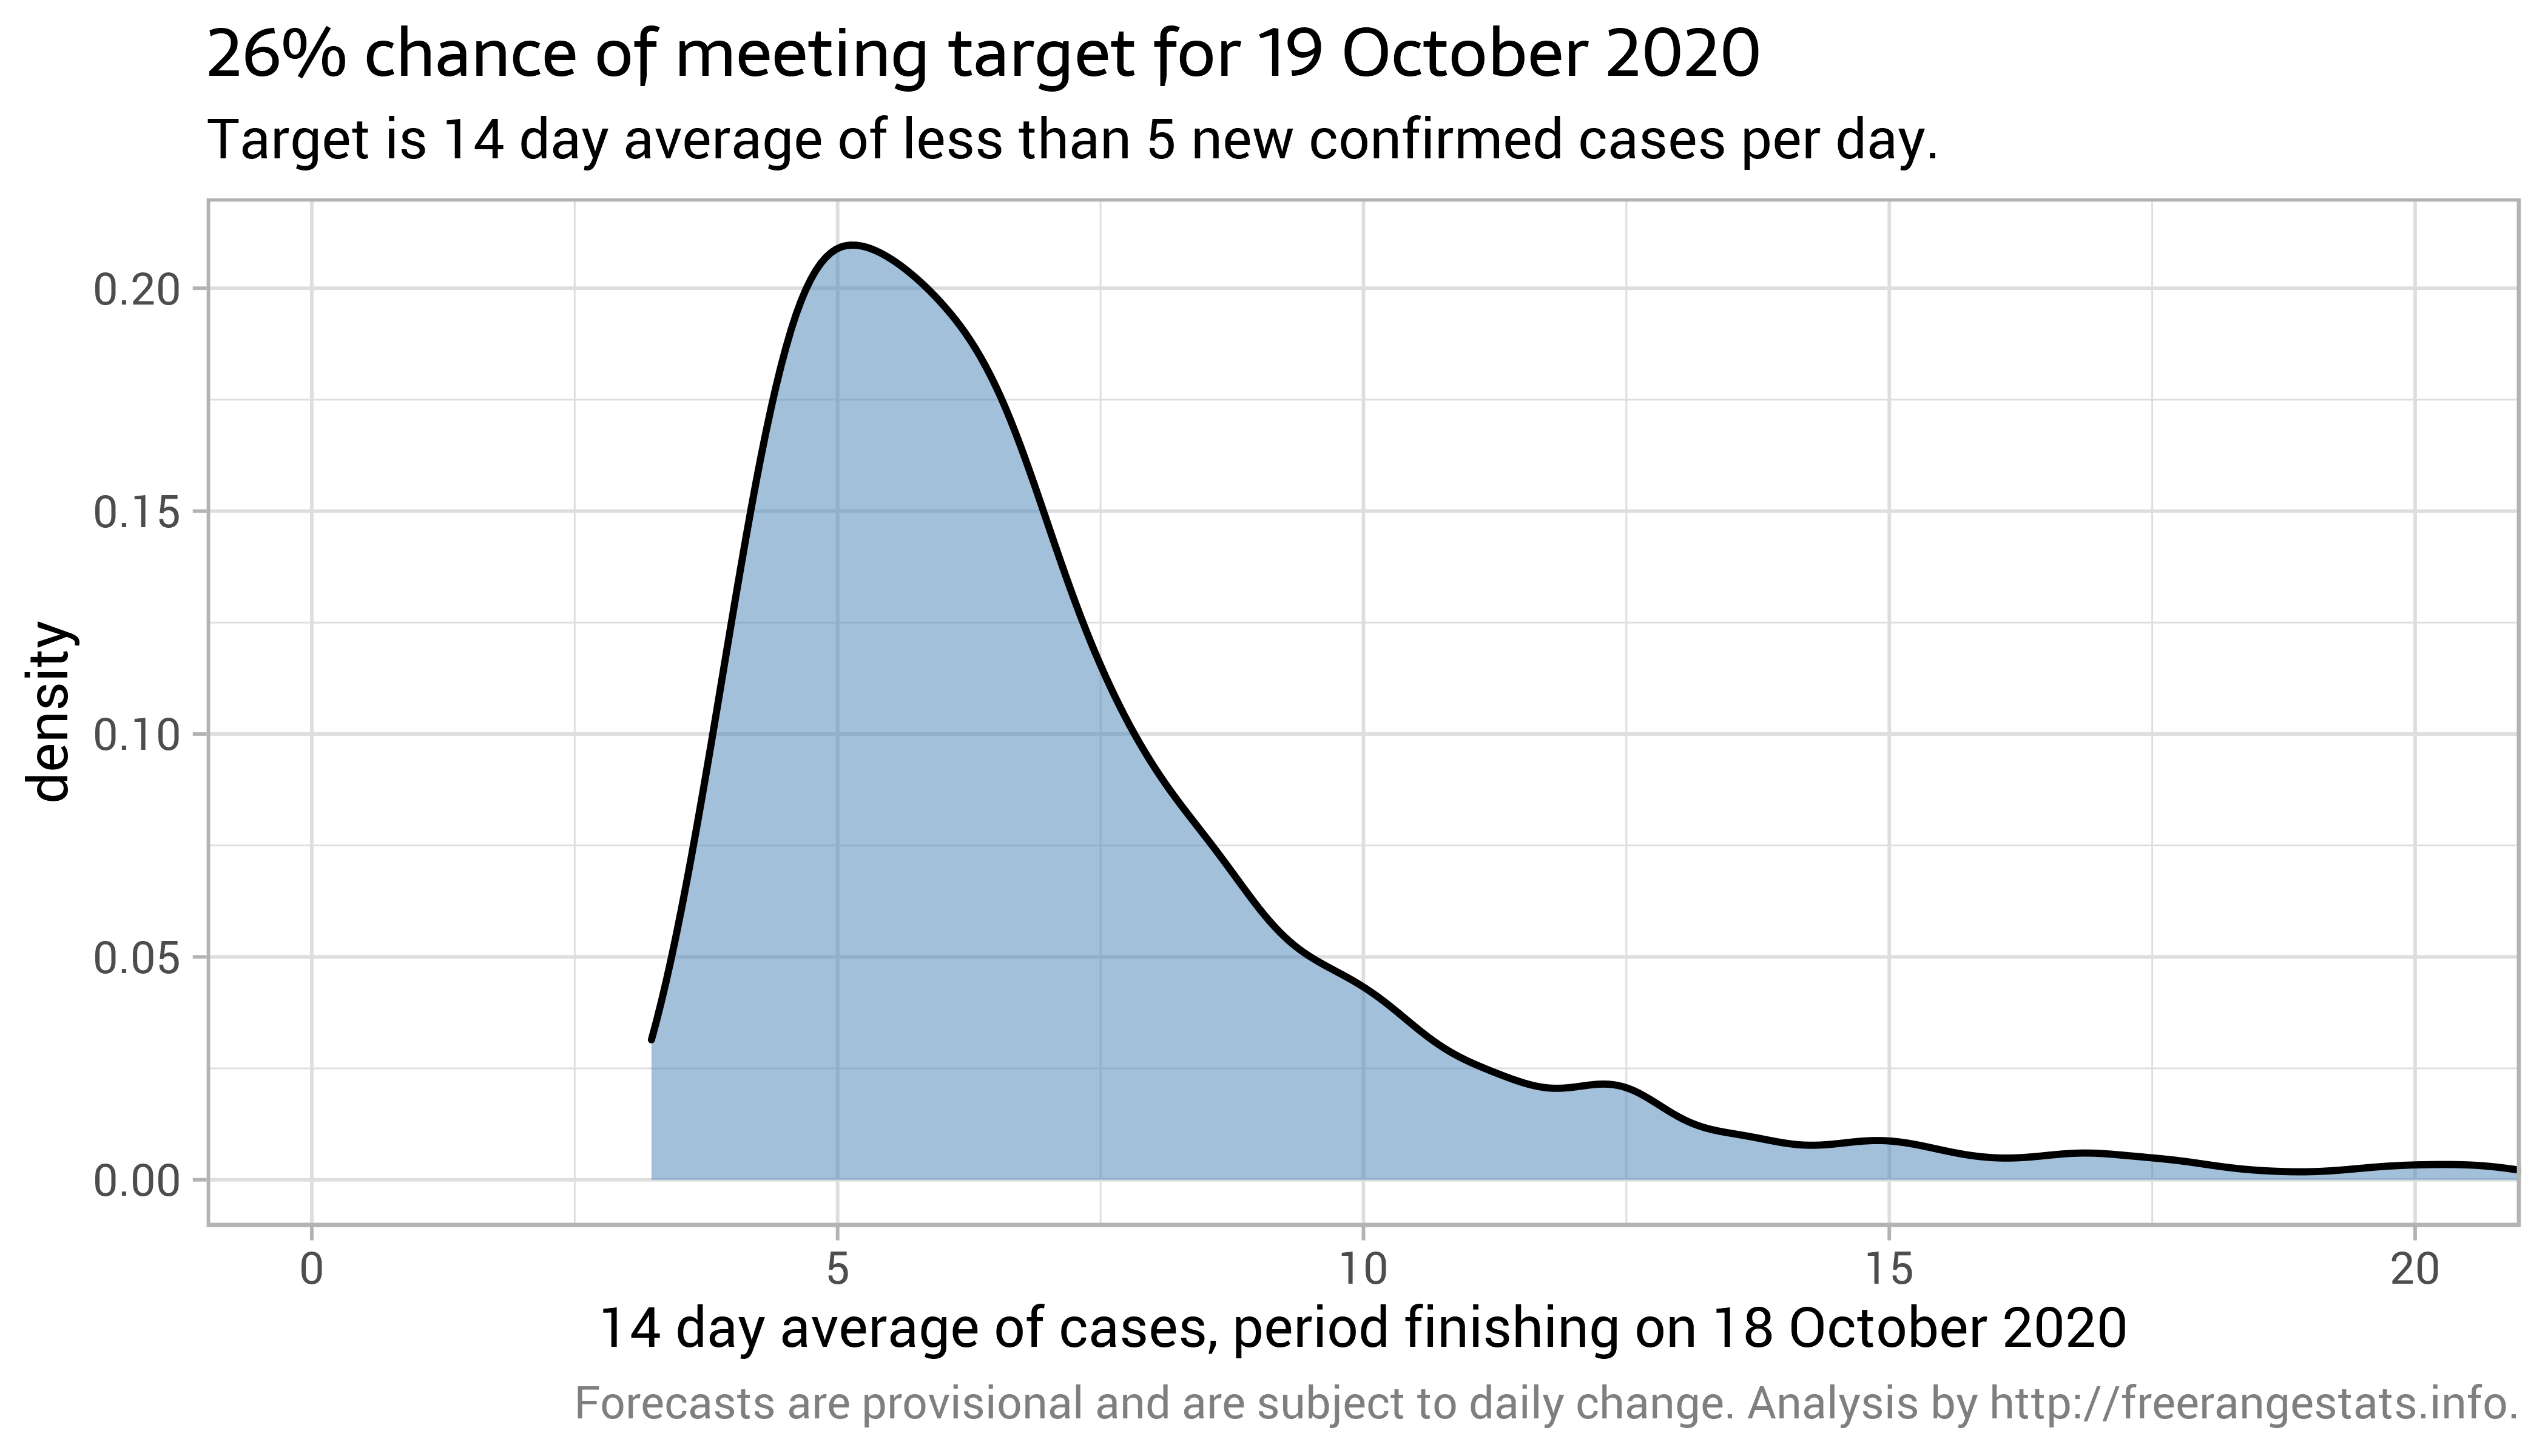 26% chance of meeting target for 19 October 2020
Target is 14 day average of less than 5 new confirmed cases per day.
0.20
0.15
0.10
0.05
0.00
density
0 5 10 15 20
14 day average of cases, period finishing on 18 October 2020
Forecasts are provisional and are subject to daily change. Analysis by http://freerangestats.info.